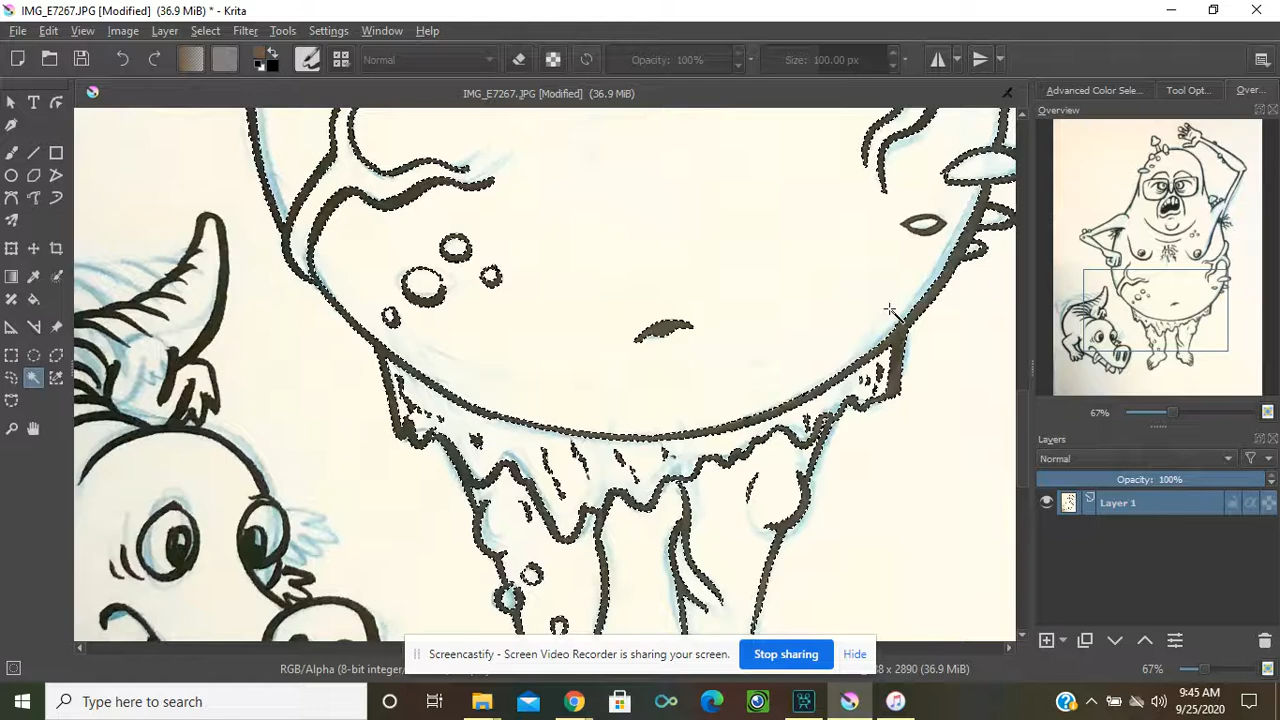 IMG_E7267.JPG [Modified] (36.9 MiB) * - Krita
File Edit View Image Layer Select Filter Tools Settings Window Help
Normal Opacity: 100% Size: 100.00 px
IMG_E7267.JPG [Modified] (36.9 MiB)
Advanced Color Sele... Tool Opt... Over...
Overview
67%
Layers
Normal
Opacity: 100%
Layer 1
Screencastify - Screen Video Recorder is sharing your screen. Stop sharing Hide
RGB/Alpha (8-bit integer/ 8 x 2890 (36.9 MiB) 67%
Type here to search
9:45 AM
9/25/2020